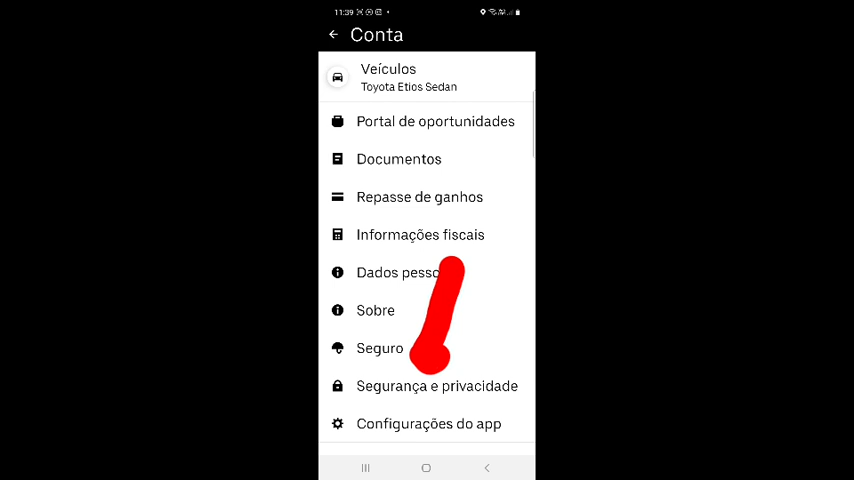 11:39
Conta
Veículos
Toyota Etios Sedan
Portal de oportunidades
Documentos
Repasse de ganhos
Informações fiscais
Dados pesso
Sobre
Seguro
Segurança e privacidade
Configurações do app